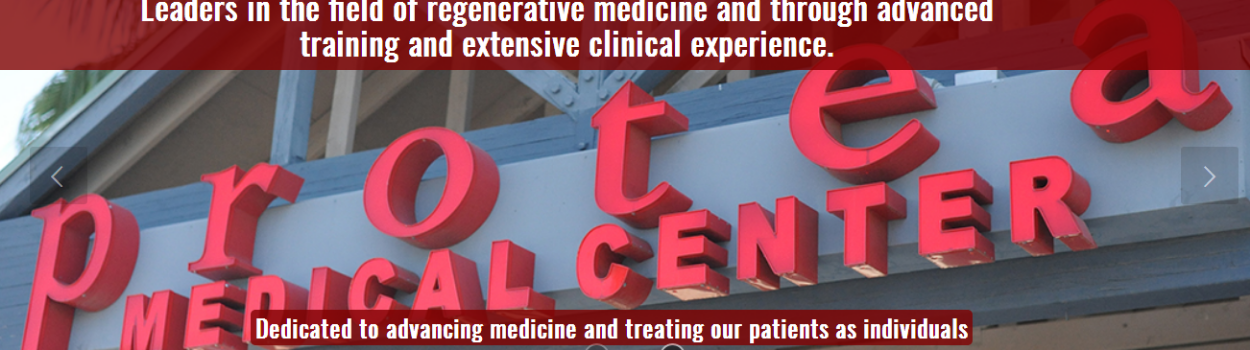 Leaders in the field of regenerative medicine and through advanced
training and extensive clinical experience.
protea
MEDICAL CENTER
Dedicated to advancing medicine and treating our patients as individuals